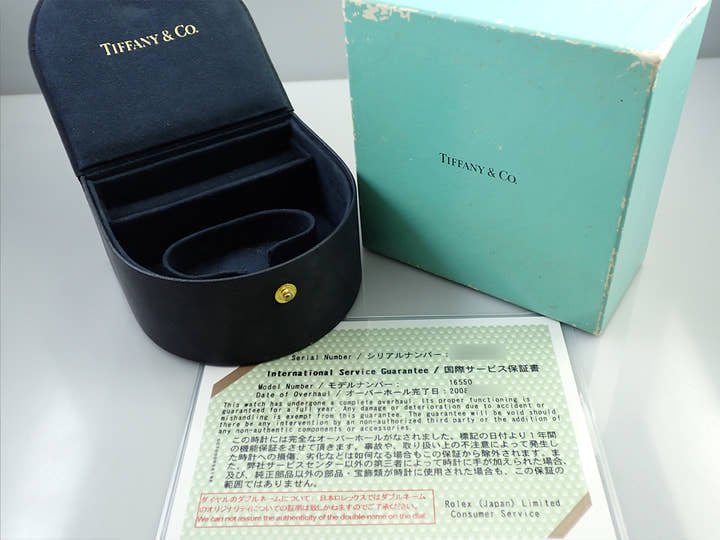 TIFFANY & CO.
TIFFANY & CO.
Serial Number / シリアルナンバー :
International Service Guarantee / 国際サービス保証書
Model Number / モデルナンバー : 16550
Date of Overhaul / オーバーホール完了日 : 2008
This watch has undergone a complete overhaul. Its proper functioning is
guaranteed for a full year. Any damage or deterioration due to accident or
mishandling is exempt from this guarantee. The guarantee will be void should
there be any intervention by an non-authorized third party or the addition of
any non-authentic components or accessories.
この時計には完全なオーバーホールがなされました。標記の日付より1年間
の機能保証をさせて頂きます。事故や、取り扱い上の不注意によって発生し
た時計への損傷、劣化などは如何なる場合もこの保証から除外されます。ま
た、弊社サービスセンター以外の第三者によって時計に手が加えられた場合、
及び、純正部品以外の部品・宝飾類が時計に使用された場合も、この保証の
範囲ではありません。
ダイヤルのダブルネームについて : 日本ロレックスではダブルネーム
のオリジナリティについての証明は致しかねますのでご了承ください。
We can not assure the authenticity of the double-name on the dial.
Rolex (Japan) Limited
Consumer Service